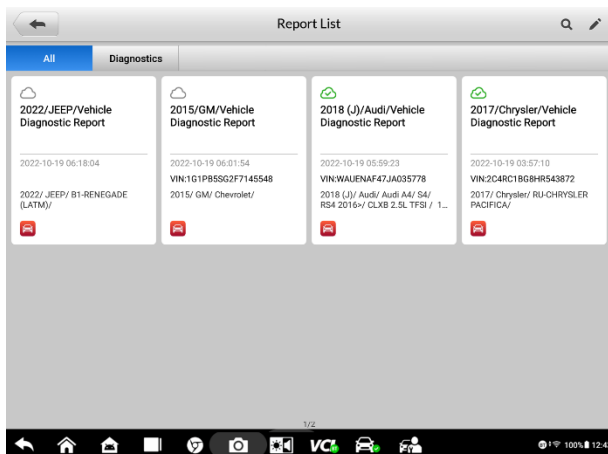 Report List
All
Diagnostics
2022/JEEP/Vehicle
Diagnostic Report
2022-10-19 06:18:04
2022/ JEEP/ B1-RENEGADE
(LATM)/
2015/GM/Vehicle
Diagnostic Report
2022-10-19 06:01:54
VIN:1G1PB5SG2F7145548
2015/ GM/ Chevrolet/
2018 (J)/Audi/Vehicle
Diagnostic Report
2022-10-19 05:59:23
VIN:WAUENAF47JA035778
2018 (J)/ Audi/ Audi A4/ S4/
RS4 2016>/ CLXB 2.5L TFSI / 1...
2017/Chrysler/Vehicle
Diagnostic Report
2022-10-19 03:57:10
VIN:2C4RC1BG8HR543872
2017/ Chrysler/ RU-CHRYSLER
PACIFICA/
1/2
VCI
100% 12:4